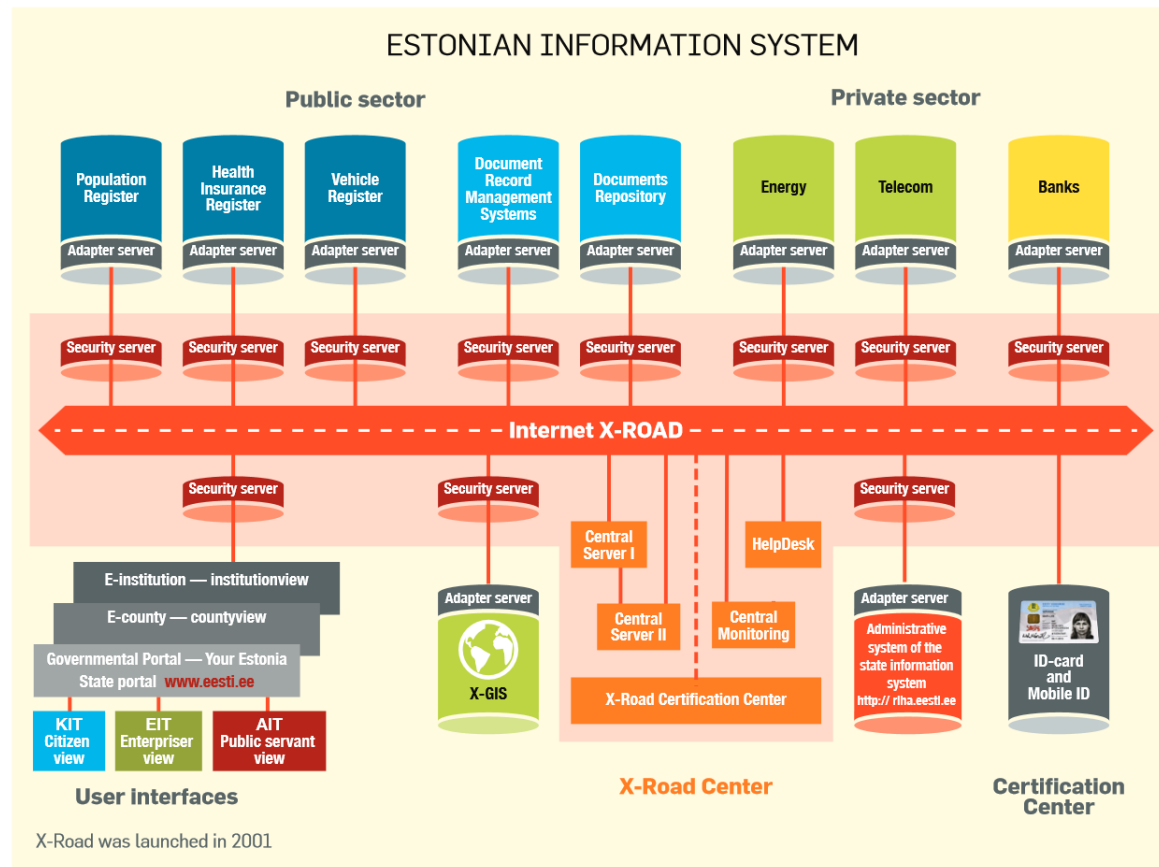 ESTONIAN INFORMATION SYSTEM
Public sector
Private sector
Population
Register
Adapter server
Health
Insurance
Register
Adapter server
Vehicle
Register
Adapter server
Document
Record
Management
Systems
Adapter server
Documents
Repository
Adapter server
Energy
Adapter server
Telecom
Adapter server
Banks
Adapter server
Security server
Security server
Security server
Security server
Security server
Security server
Security server
Security server
Internet X-ROAD
Security server
Security server
Security server
E-institution — institutionview
E-county — countyview
Governmental Portal — Your Estonia
State portal www.eesti.ee
KIT
Citizen
view
EIT
Enterpriser
view
AIT
Public servant
view
User interfaces
Adapter server
X-GIS
Central
Server I
Central
Server II
HelpDesk
Central
Monitoring
X-Road Certification Center
X-Road Center
Adapter server
Administrative
system of the
state information
system
http:// riha.eesti.ee
ID-card
and
Mobile ID
Certification
Center
X-Road was launched in 2001